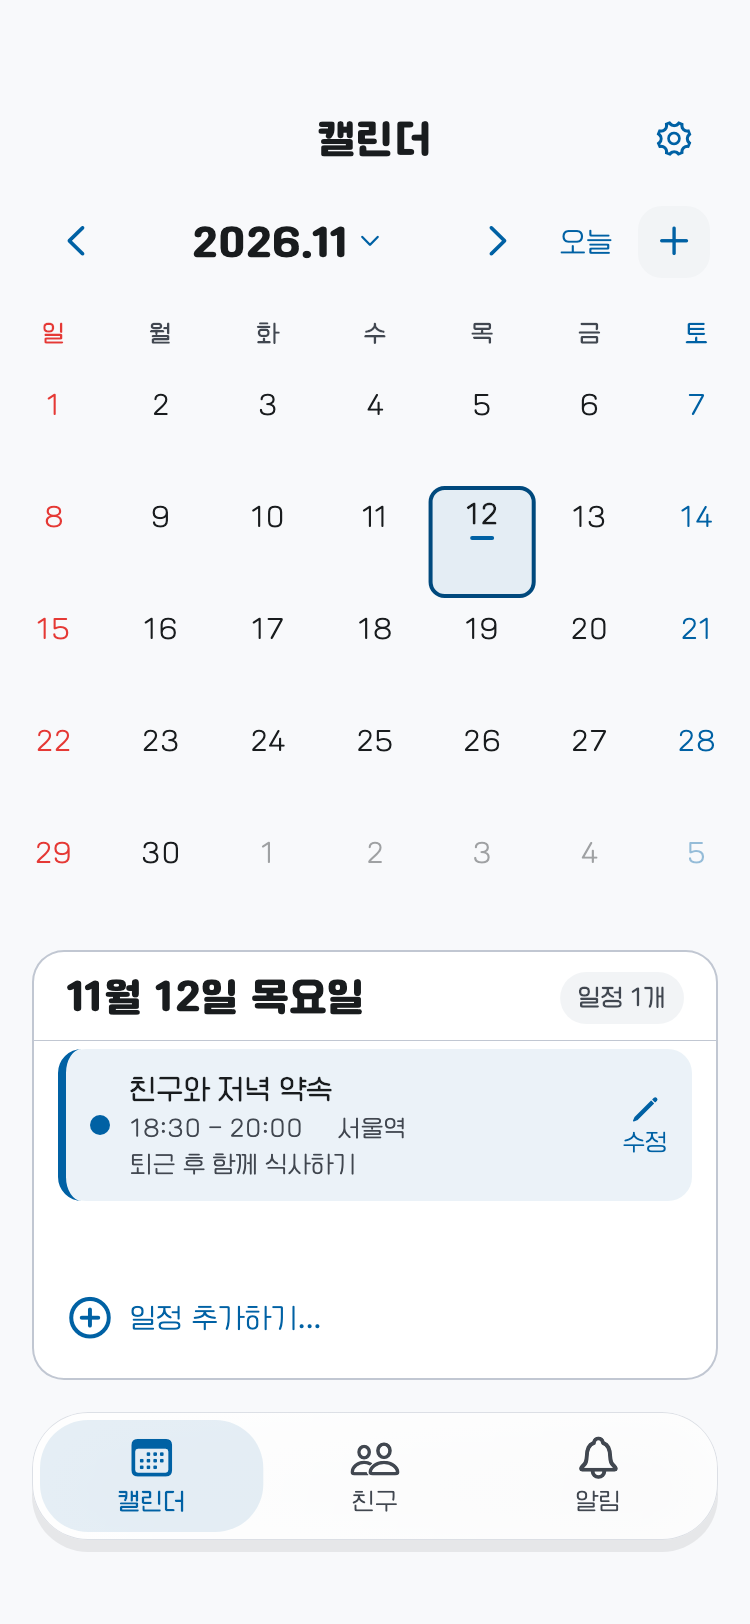 캘린더
2026.11
오늘
일 월 화 수 목 금 토
1 2 3 4 5 6 7
8 9 10 11 12 13 14
15 16 17 18 19 20 21
22 23 24 25 26 27 28
29 30 1 2 3 4 5
11월 12일 목요일
일정 1개
친구와 저녁 약속
18:30 – 20:00 서울역
퇴근 후 함께 식사하기
수정
일정 추가하기...
캘린더 친구 알림